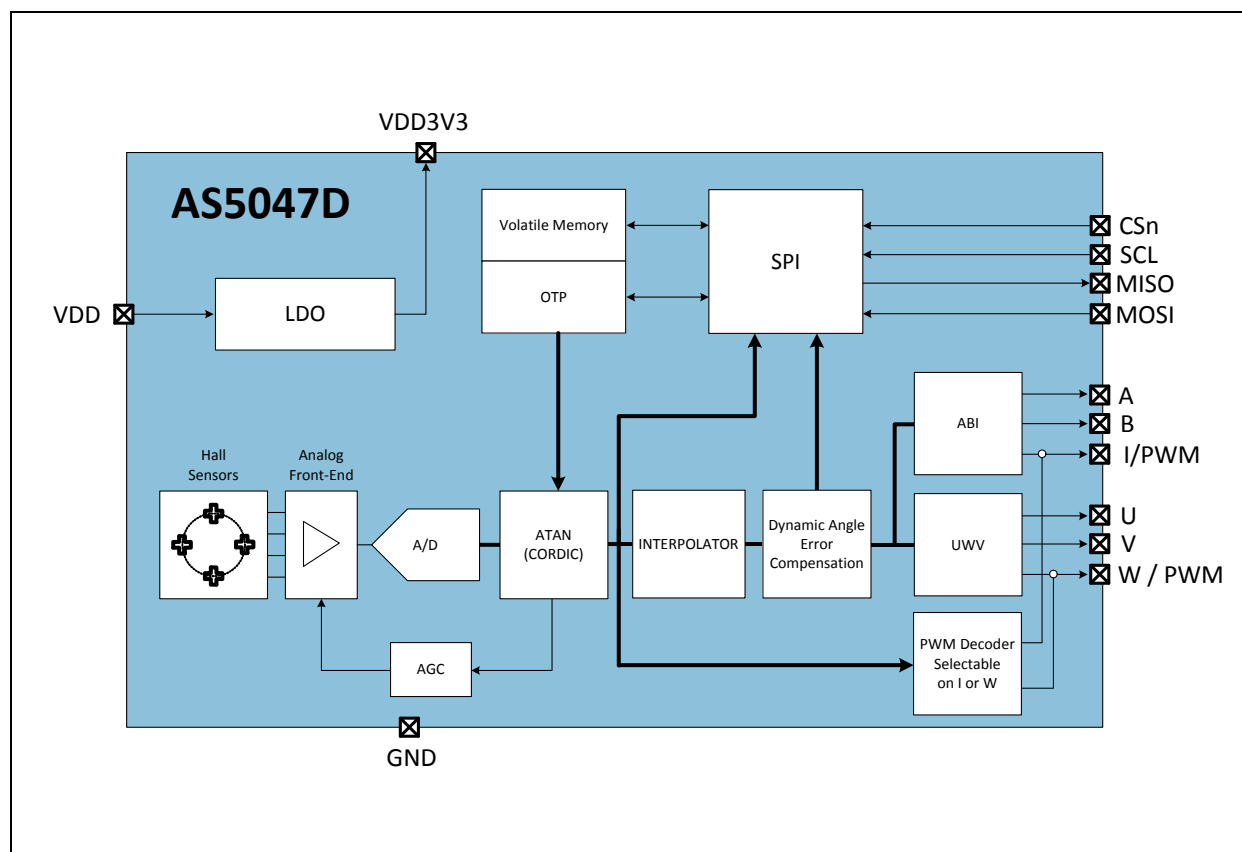 VDD3V3
AS5047D
Volatile Memory
OTP
SPI
CSn
SCL
MISO
MOSI
VDD
LDO
ABI
A
B
I/PWM
Hall
Sensors
Analog
Front-End
A/D
ATAN
(CORDIC)
INTERPOLATOR
Dynamic Angle
Error
Compensation
UWV
U
V
W / PWM
AGC
PWM Decoder
Selectable
on I or W
GND